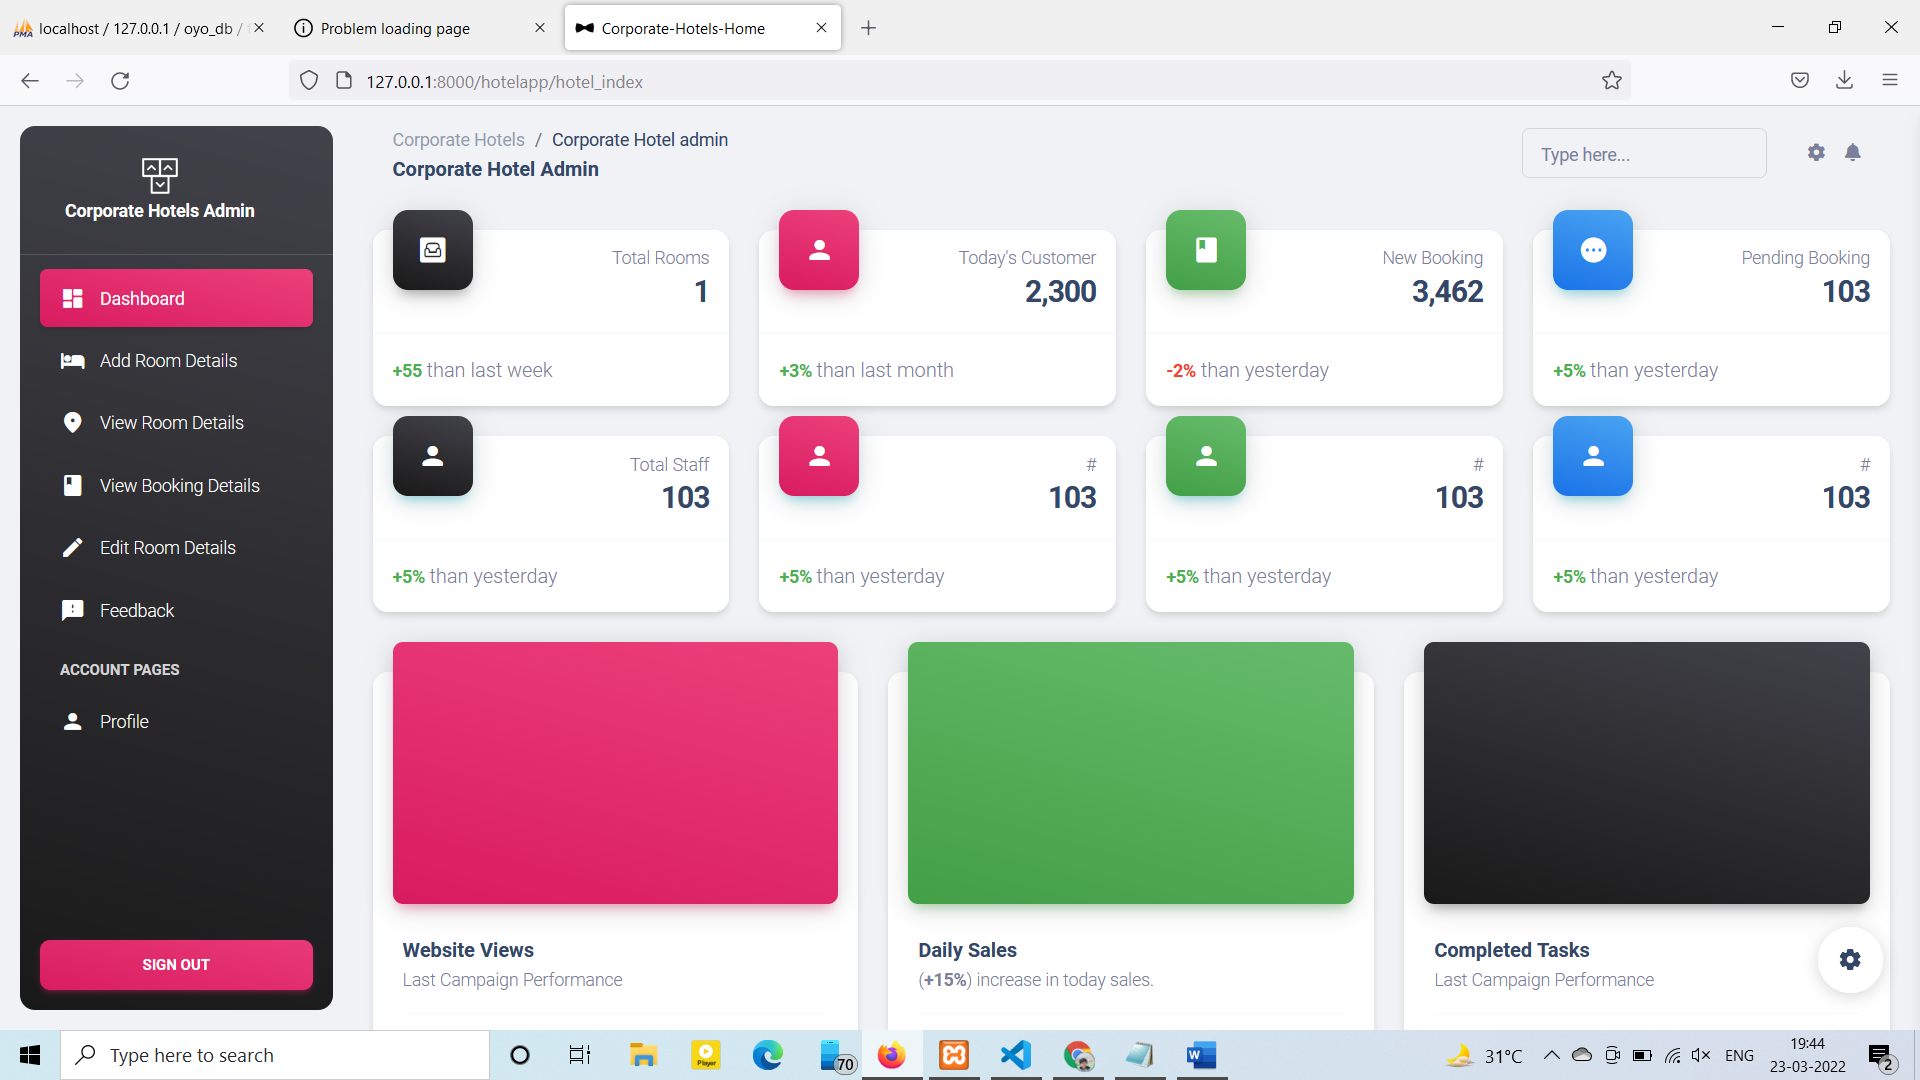 localhost / 127.0.0.1 / oyo_db /
Problem loading page
Corporate-Hotels-Home
127.0.0.1:8000/hotelapp/hotel_index
Corporate Hotels Admin
Dashboard
Add Room Details
View Room Details
View Booking Details
Edit Room Details
Feedback
ACCOUNT PAGES
Profile
SIGN OUT
Corporate Hotels / Corporate Hotel admin
Corporate Hotel Admin
Type here...
Total Rooms
1
+55 than last week
Today's Customer
2,300
+3% than last month
New Booking
3,462
-2% than yesterday
Pending Booking
103
+5% than yesterday
Total Staff
103
+5% than yesterday
#
103
+5% than yesterday
#
103
+5% than yesterday
#
103
+5% than yesterday
Website Views
Last Campaign Performance
Daily Sales
(+15%) increase in today sales.
Completed Tasks
Last Campaign Performance
Type here to search
Player
70
31°C
ENG
19:44
23-03-2022
2